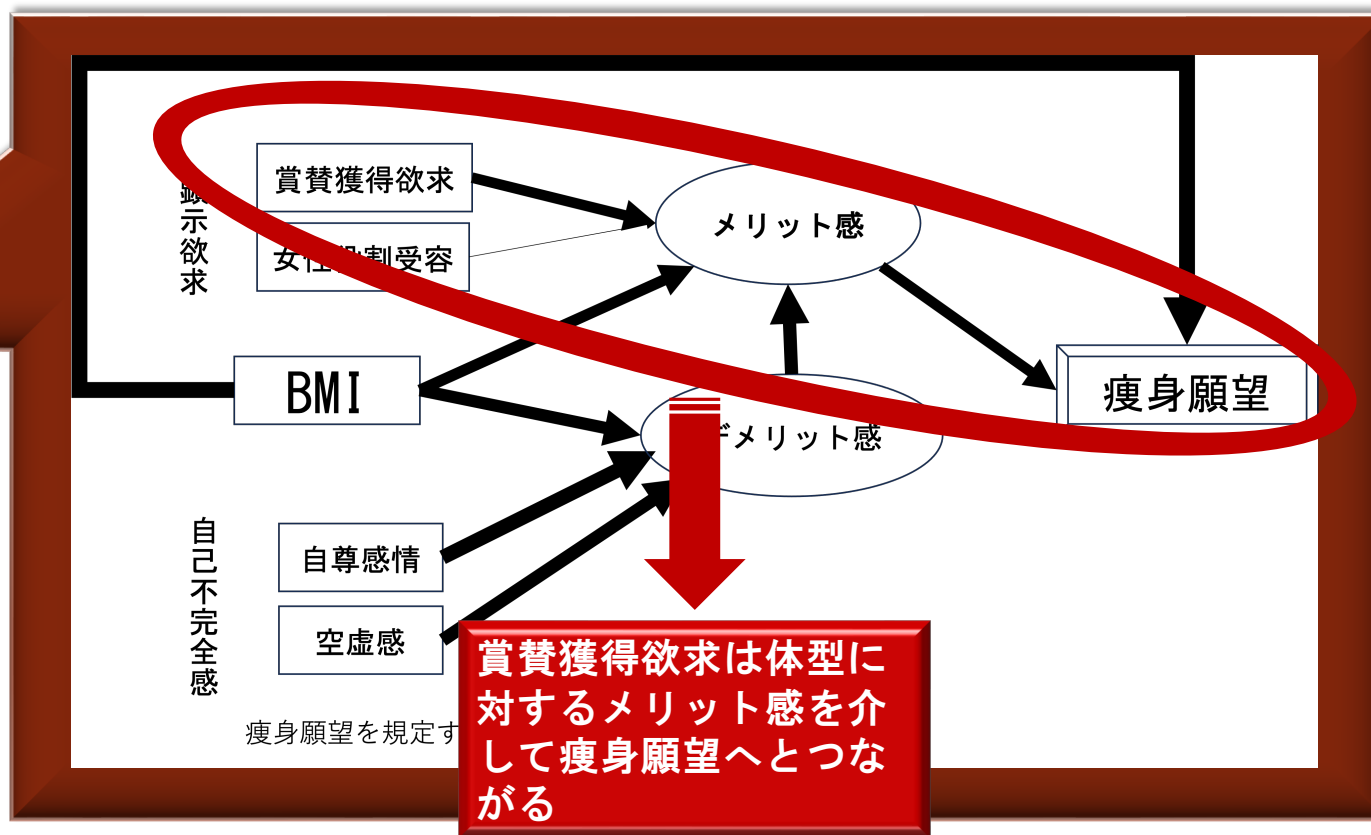 賞賛獲得欲求
メリット感
女性役割受容
顕示欲求
BMI
痩身願望
デメリット感
自己不完全感
自尊感情
空虚感
痩身願望を規定す
賞賛獲得欲求は体型に
対するメリット感を介
して痩身願望へとつな
がる